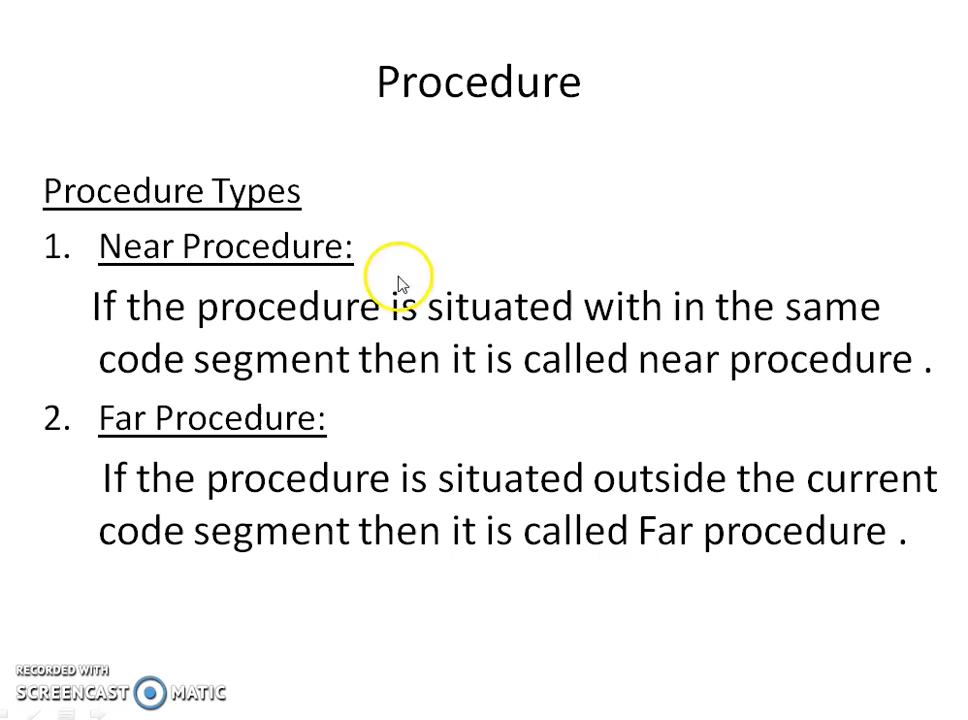 Procedure
Procedure Types
1. Near Procedure:
If the procedure is situated with in the same
code segment then it is called near procedure .
2. Far Procedure:
If the procedure is situated outside the current
code segment then it is called Far procedure .
RECORDED WITH
SCREENCAST MATIC